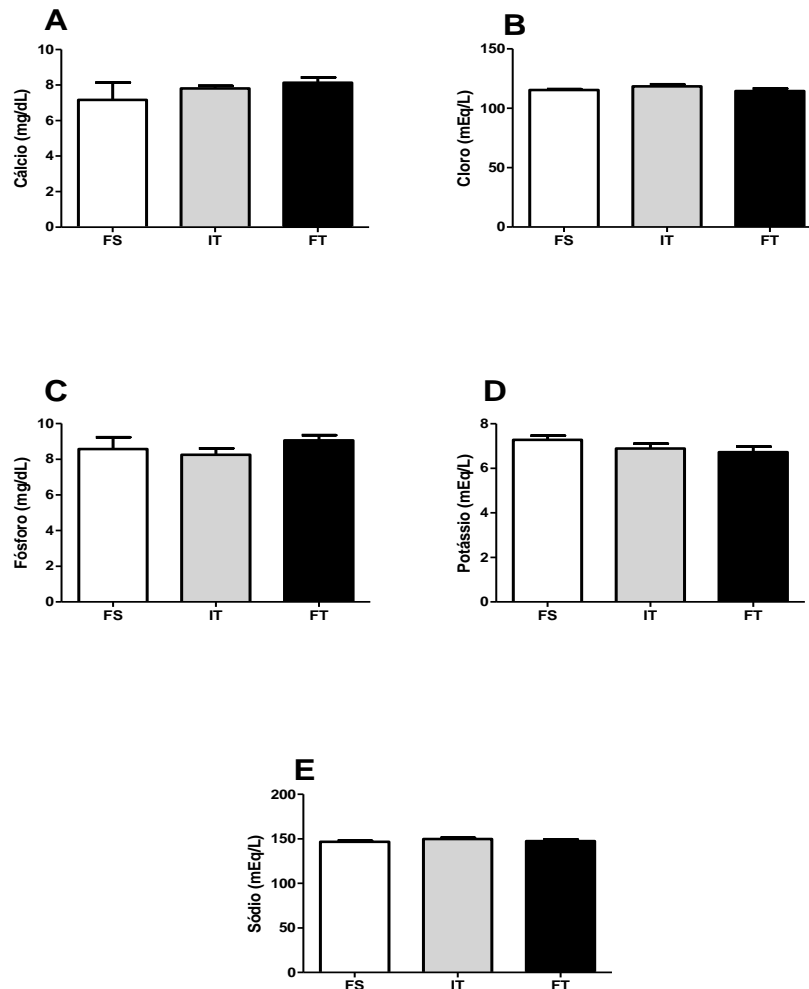 A
Cálcio (mg/dL)
10
8
6
4
2
0
FS IT FT
B
Cloro (mEq/L)
150
100
50
0
FS IT FT
C
Fósforo (mg/dL)
10
8
6
4
2
0
FS IT FT
D
Potássio (mEq/L)
8
6
4
2
0
FS IT FT
E
Sódio (mEq/L)
200
150
100
50
0
FS IT FT